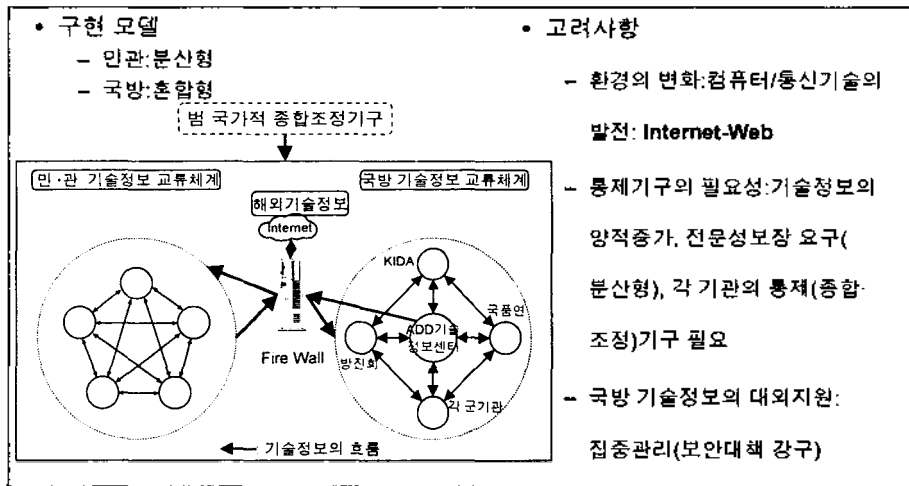 • 구현 모델
– 민관:분산형
– 국방:혼합형
범 국가적 종합조정기구
민·관 기술정보 교류체계
국방 기술정보 교류체계
해외기술정보
Internet
Fire Wall
KIDA
국품연
ADD기술
정보센터
방진회
각 군기관
기술정보의 흐름
• 고려사항
– 환경의 변화:컴퓨터/통신기술의
발전: Internet-Web
– 통제기구의 필요성:기술정보의
양적증가, 전문성보장 요구(
분산형), 각 기관의 통제(종합·
조정)기구 필요
– 국방 기술정보의 대외지원:
집중관리(보안대책 강구)